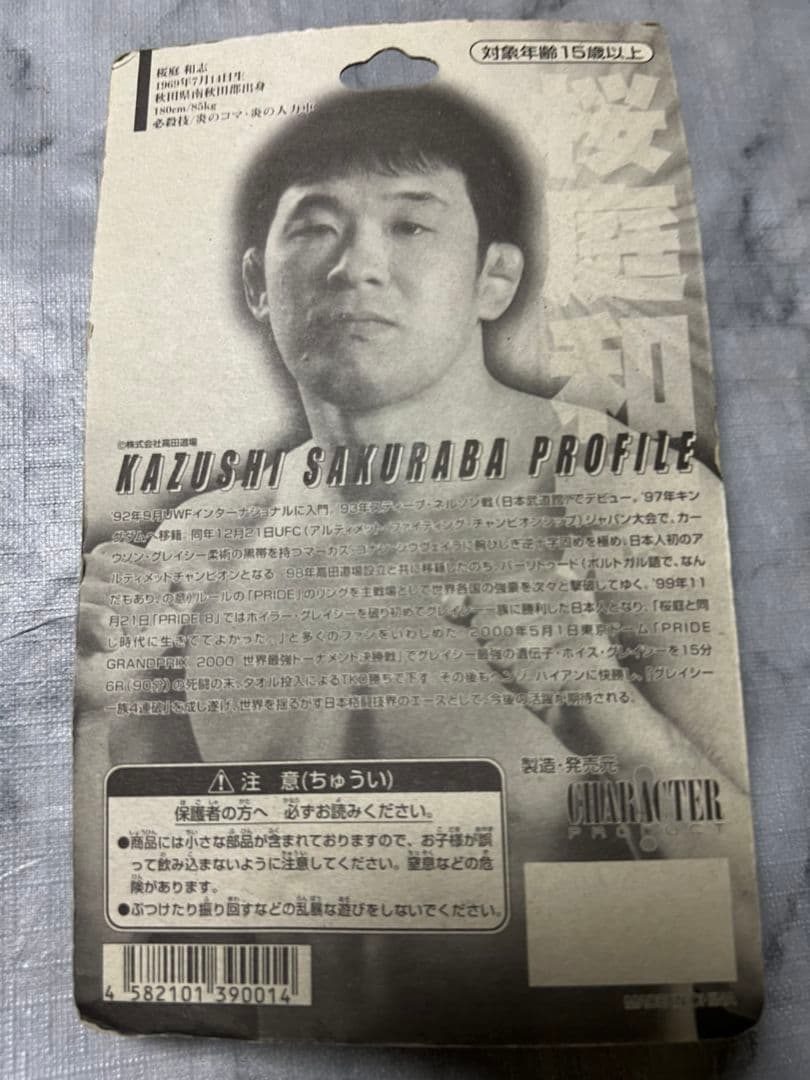 桜庭 和志
1969年7月14日生
秋田県南秋田郡出身
180cm/85kg
必殺技/炎のコマ・炎の人力車
対象年齢15歳以上
桜庭和
©株式会社高田道場
KAZUSHI SAKURABA PROFILE
'92年9月UWFインターナショナルに入門。'93年スティーブ・ネルソン戦(日本武道館)でデビュー。'97年キン
グダムへ移籍。同年12月21日UFC(アルティメット・ファイティング・チャンピオンシップ)ジャパン大会で、カー
ウソン・グレイシー柔術の黒帯を持つマーカス・コナン・シウヴェイラに腕ひしぎ逆十字固めを極め、日本人初のア
ルティメットチャンピオンとなる。'98年高田道場設立と共に移籍したのち、バーリトゥード(ポルトガル語で、なん
だもあり、の意)ルールの「PRIDE」のリングを主戦場として世界各国の強豪を次々と撃破してゆく。'99年11
月21日「PRIDE 8」ではホイラー・グレイシーを破り初めてグレイシー一族に勝利した日本人となり、「桜庭と同
じ時代に生きててよかった。」と多くのファンをいわしめた。2000年5月1日東京ドーム「PRIDE
GRANDPRIX 2000 世界最強トーナメント決勝戦」でグレイシー最強の遺伝子・ホイス・グレイシーを15分
6R(90分)の死闘の末、タオル投入によるTKO勝ちで下す。その後もヘンゾ、ハイアンに快勝し、「グレイシー
一族4連破」を成し遂げ、世界を揺るがす日本格闘技界のエースとして、今後の活躍が期待される。
注 意(ちゅうい)
保護者の方へ 必ずお読みください。
●商品には小さな部品が含まれておりますので、お子様が誤
って飲み込まないように注意してください。窒息などの危
険があります。
●ぶつけたり振り回すなどの乱暴な遊びをしないでください。
製造・発売元
CHARACTER
PRODUCT
4 582101 390014
MADE IN CHINA